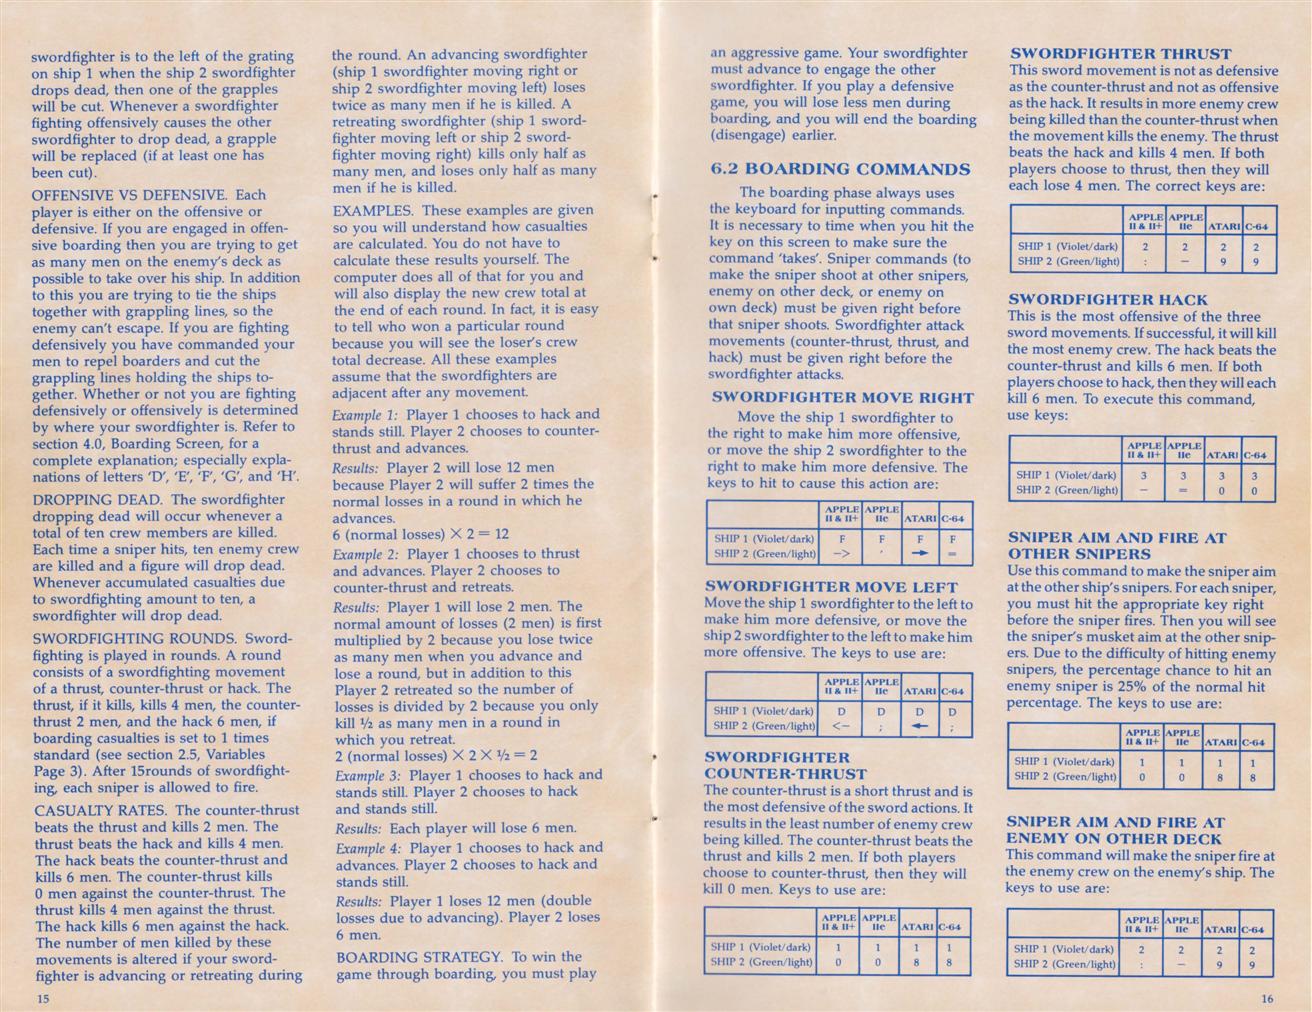 swordfighter is to the left of the grating
on ship 1 when the ship 2 swordfighter
drops dead, then one of the grapples
will be cut. Whenever a swordfighter
fighting offensively causes the other
swordfighter to drop dead, a grapple
will be replaced (if at least one has
been cut).
OFFENSIVE VS DEFENSIVE. Each
player is either on the offensive or
defensive. If you are engaged in offen-
sive boarding then you are trying to get
as many men on the enemy's deck as
possible to take over his ship. In addition
to this you are trying to tie the ships
together with grappling lines, so the
enemy can't escape. If you are fighting
defensively you have commanded your
men to repel boarders and cut the
grappling lines holding the ships to-
gether. Whether or not you are fighting
defensively or offensively is determined
by where your swordfighter is. Refer to
section 4.0, Boarding Screen, for a
complete explanation; especially expla-
nations of letters 'D', 'E', 'F', 'G', and 'H'.
DROPPING DEAD. The swordfighter
dropping dead will occur whenever a
total of ten crew members are killed.
Each time a sniper hits, ten enemy crew
are killed and a figure will drop dead.
Whenever accumulated casualties due
to swordfighting amount to ten, a
swordfighter will drop dead.
SWORDFIGHTING ROUNDS. Sword-
fighting is played in rounds. A round
consists of a swordfighting movement
of a thrust, counter-thrust or hack. The
thrust, if it kills, kills 4 men, the counter-
thrust 2 men, and the hack 6 men, if
boarding casualties is set to 1 times
standard (see section 2.5, Variables
Page 3). After 15rounds of swordfight-
ing, each sniper is allowed to fire.
CASUALTY RATES. The counter-thrust
beats the thrust and kills 2 men. The
thrust beats the hack and kills 4 men.
The hack beats the counter-thrust and
kills 6 men. The counter-thrust kills
0 men against the counter-thrust. The
thrust kills 4 men against the thrust.
The hack kills 6 men against the hack.
The number of men killed by these
movements is altered if your sword-
fighter is advancing or retreating during
15
the round. An advancing swordfighter
(ship 1 swordfighter moving right or
ship 2 swordfighter moving left) loses
twice as many men if he is killed. A
retreating swordfighter (ship 1 sword-
fighter moving left or ship 2 sword-
fighter moving right) kills only half as
many men, and loses only half as many
men if he is killed.
EXAMPLES. These examples are given
so you will understand how casualties
are calculated. You do not have to
calculate these results yourself. The
computer does all of that for you and
will also display the new crew total at
the end of each round. In fact, it is easy
to tell who won a particular round
because you will see the loser's crew
total decrease. All these examples
assume that the swordfighters are
adjacent after any movement.
Example 1: Player 1 chooses to hack and
stands still. Player 2 chooses to counter-
thrust and advances.
Results: Player 2 will lose 12 men
because Player 2 will suffer 2 times the
normal losses in a round in which he
advances.
6 (normal losses) X 2 = 12
Example 2: Player 1 chooses to thrust
and advances. Player 2 chooses to
counter-thrust and retreats.
Results: Player 1 will lose 2 men. The
normal amount of losses (2 men) is first
multiplied by 2 because you lose twice
as many men when you advance and
lose a round, but in addition to this
Player 2 retreated so the number of
losses is divided by 2 because you only
kill ½ as many men in a round in
which you retreat.
2 (normal losses) X 2 X ½ = 2
Example 3: Player 1 chooses to hack and
stands still. Player 2 chooses to hack
and stands still.
Results: Each player will lose 6 men.
Example 4: Player 1 chooses to hack and
advances. Player 2 chooses to hack and
stands still.
Results: Player 1 loses 12 men (double
losses due to advancing). Player 2 loses
6 men.
BOARDING STRATEGY. To win the
game through boarding, you must play
an aggressive game. Your swordfighter
must advance to engage the other
swordfighter. If you play a defensive
game, you will lose less men during
boarding, and you will end the boarding
(disengage) earlier.
6.2 BOARDING COMMANDS
The boarding phase always uses
the keyboard for inputting commands.
It is necessary to time when you hit the
key on this screen to make sure the
command 'takes'. Sniper commands (to
make the sniper shoot at other snipers,
enemy on other deck, or enemy on
own deck) must be given right before
that sniper shoots. Swordfighter attack
movements (counter-thrust, thrust, and
hack) must be given right before the
swordfighter attacks.
SWORDFIGHTER MOVE RIGHT
Move the ship 1 swordfighter to
the right to make him more offensive,
or move the ship 2 swordfighter to the
right to make him more defensive. The
keys to hit to cause this action are:
APPLE II & II+ APPLE IIe ATARI C-64
SHIP 1 (Violet/dark) F F F F
SHIP 2 (Green/light) –> ' → =
SWORDFIGHTER MOVE LEFT
Move the ship 1 swordfighter to the left to
make him more defensive, or move the
ship 2 swordfighter to the left to make him
more offensive. The keys to use are:
APPLE II & II+ APPLE IIe ATARI C-64
SHIP 1 (Violet/dark) D D D D
SHIP 2 (Green/light) <– ; ← ;
SWORDFIGHTER
COUNTER-THRUST
The counter-thrust is a short thrust and is
the most defensive of the sword actions. It
results in the least number of enemy crew
being killed. The counter-thrust beats the
thrust and kills 2 men. If both players
choose to counter-thrust, then they will
kill 0 men. Keys to use are:
APPLE II & II+ APPLE IIe ATARI C-64
SHIP 1 (Violet/dark) 1 1 1 1
SHIP 2 (Green/light) 0 0 8 8
SWORDFIGHTER THRUST
This sword movement is not as defensive
as the counter-thrust and not as offensive
as the hack. It results in more enemy crew
being killed than the counter-thrust when
the movement kills the enemy. The thrust
beats the hack and kills 4 men. If both
players choose to thrust, then they will
each lose 4 men. The correct keys are:
APPLE II & II+ APPLE IIe ATARI C-64
SHIP 1 (Violet/dark) 2 2 2 2
SHIP 2 (Green/light) : – 9 9
SWORDFIGHTER HACK
This is the most offensive of the three
sword movements. If successful, it will kill
the most enemy crew. The hack beats the
counter-thrust and kills 6 men. If both
players choose to hack, then they will each
kill 6 men. To execute this command,
use keys:
APPLE II & II+ APPLE IIe ATARI C-64
SHIP 1 (Violet/dark) 3 3 3 3
SHIP 2 (Green/light) – = 0 0
SNIPER AIM AND FIRE AT
OTHER SNIPERS
Use this command to make the sniper aim
at the other ship's snipers. For each sniper,
you must hit the appropriate key right
before the sniper fires. Then you will see
the sniper's musket aim at the other snip-
ers. Due to the difficulty of hitting enemy
snipers, the percentage chance to hit an
enemy sniper is 25% of the normal hit
percentage. The keys to use are:
APPLE II & II+ APPLE IIe ATARI C-64
SHIP 1 (Violet/dark) 1 1 1 1
SHIP 2 (Green/light) 0 0 8 8
SNIPER AIM AND FIRE AT
ENEMY ON OTHER DECK
This command will make the sniper fire at
the enemy crew on the enemy's ship. The
keys to use are:
APPLE II & II+ APPLE IIe ATARI C-64
SHIP 1 (Violet/dark) 2 2 2 2
SHIP 2 (Green/light) : – 9 9
16